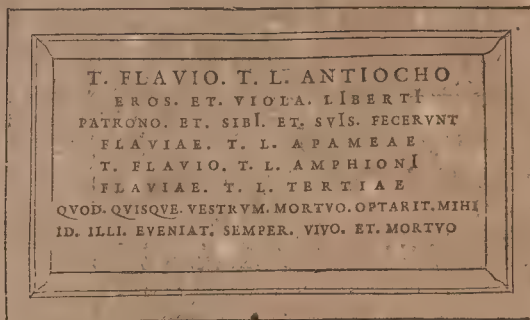 T. FLAVIO. T. L. ANTIOCHO
EROS. ET. VIOLA. LIBERTI
PATRONO. ET. SIBI. ET. SVIS. FECERVNT
FLAVIAE. T. L. APAMEAE
T. FLAVIO. T. L. AMPHIONI
FLAVIAE. T. L. TERTIAE
QVOD. QVISQVE. VESTRVM. MORTVO. OPTARIT. MIHI
ID. ILLI. EVENIAT. SEMPER. VIVO. ET. MORTVO